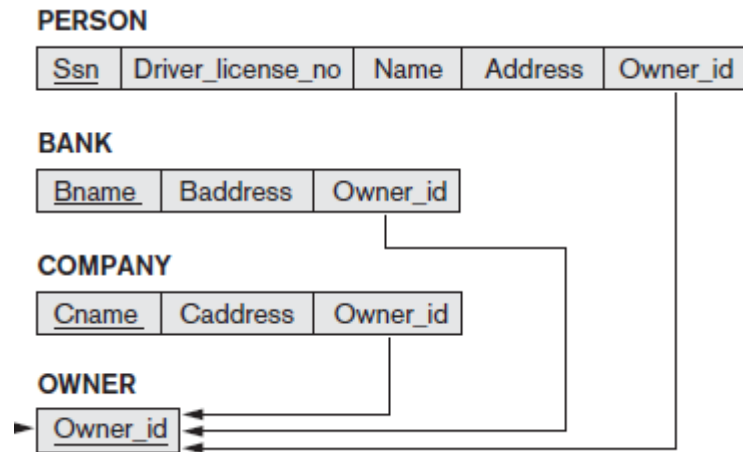 PERSON
Ssn Driver_license_no Name Address Owner_id
BANK
Bname Baddress Owner_id
COMPANY
Cname Caddress Owner_id
OWNER
Owner_id